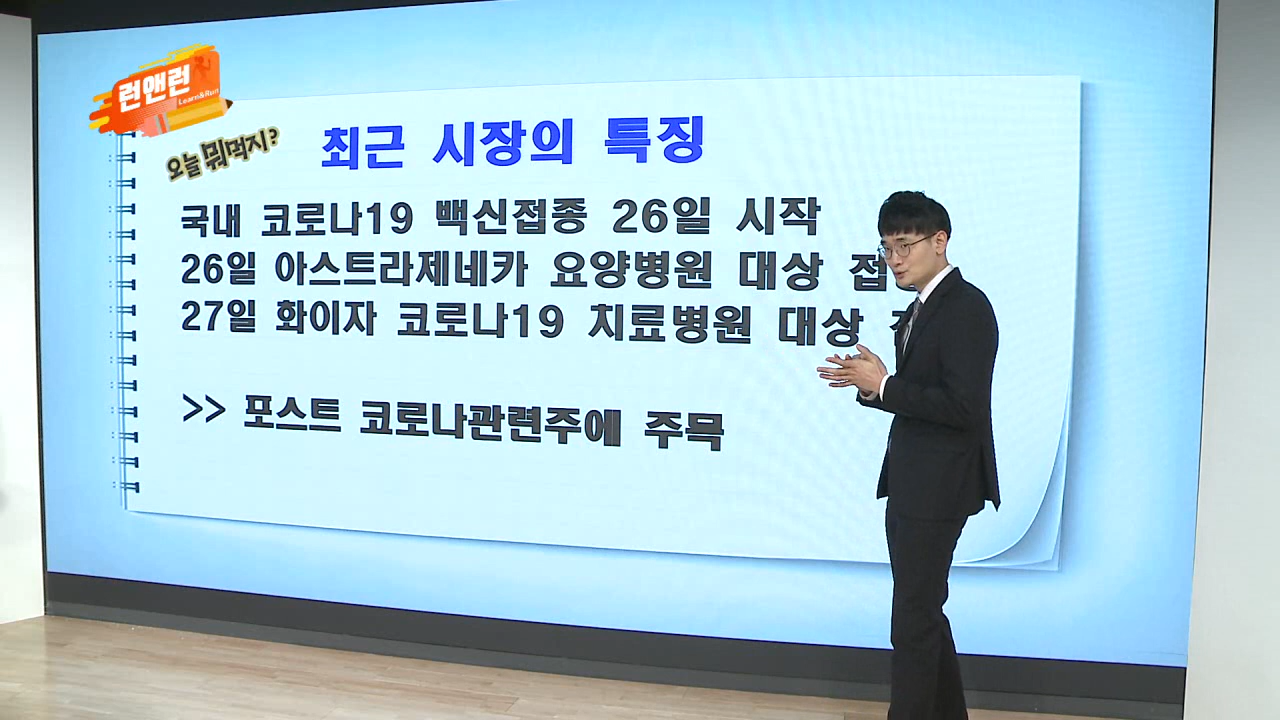 런앤런
Learn&Run
오늘 뭐먹지?
최근 시장의 특징
국내 코로나19 백신접종 26일 시작
26일 아스트라제네카 요양병원 대상
27일 화이자 코로나19 치료병원 대상
>> 포스트 코로나관련주에 주목